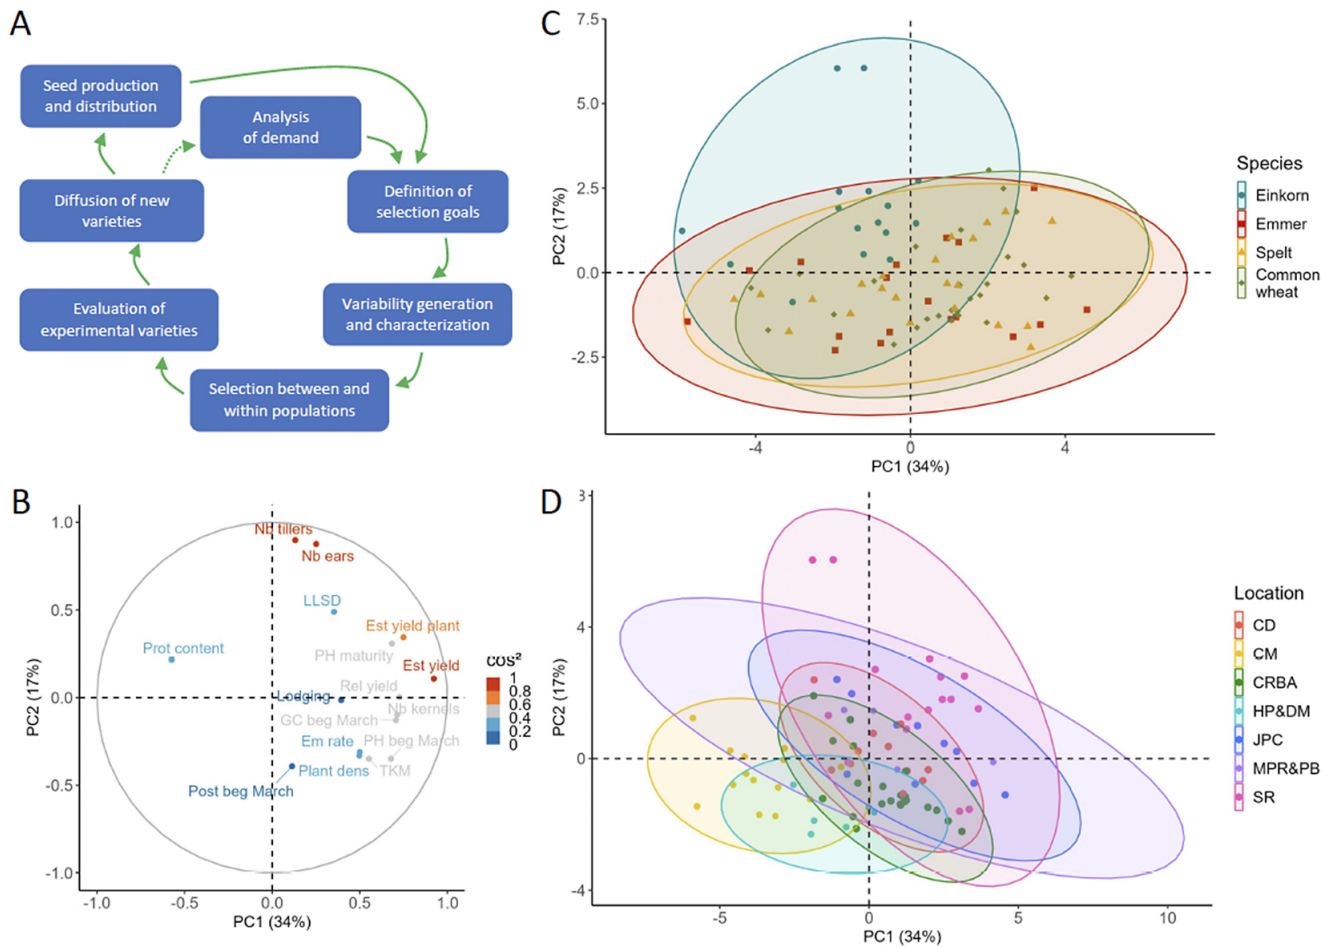 A
Seed production
and distribution
Analysis
of demand
Definition of
selection goals
Diffusion of new
varieties
Variability generation
and characterization
Evaluation of
experimental varieties
Selection between and
within populations
C
7.5
5.0
2.5
0.0
-2.5
PC2 (17%)
-4
0
4
PC1 (34%)
Species
Einkorn
Emmer
Spelt
Common
wheat
B
1.0
0.5
0.0
-0.5
-1.0
PC2 (17%)
Nb tillers
Nb ears
LLSD
Est yield plant
Prot content
PH maturity
Est yield
Rel yield
Lodging
Nb kernels
GC beg March
Em rate
PH beg March
Plant dens
TKM
Post beg March
-1.0
-0.5
0.0
0.5
1.0
PC1 (34%)
cos²
1
0.8
0.6
0.4
0.2
0
D
8
4
0
-4
PC2 (17%)
-5
0
5
10
PC1 (34%)
Location
CD
CM
CRBA
HP&DM
JPC
MPR&PB
SR